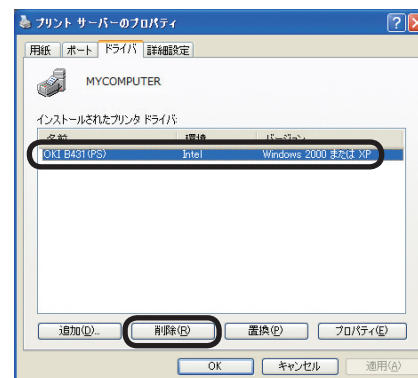 プリント サーバーのプロパティ
用紙 ポート ドライバ 詳細設定
MYCOMPUTER
インストールされたプリンタ ドライバ:
名前 環境 バージョン
OKI B431(PS) Intel Windows 2000 または XP
追加(D)... 削除(R) 置換(P) プロパティ(E)
OK キャンセル 適用(A)